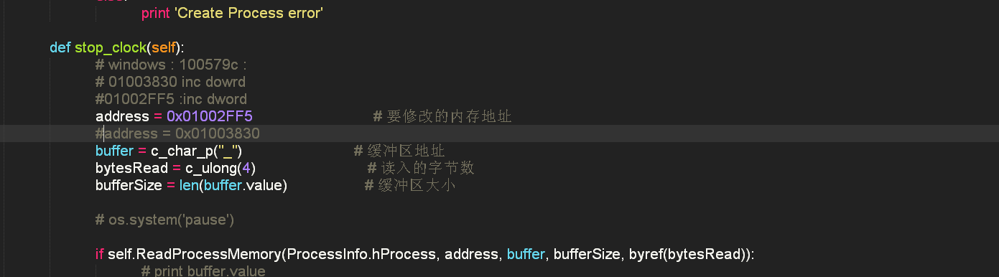 else:
print 'Create Process error'
def stop_clock(self):
# windows : 100579c :
# 01003830 inc dowrd
#01002FF5 :inc dword
address = 0x01002FF5 # 要修改的内存地址
#address = 0x01003830
buffer = c_char_p("_") # 缓冲区地址
bytesRead = c_ulong(4) # 读入的字节数
bufferSize = len(buffer.value) # 缓冲区大小
# os.system('pause')
if self.ReadProcessMemory(ProcessInfo.hProcess, address, buffer, bufferSize, byref(bytesRead)):
# print buffer.value